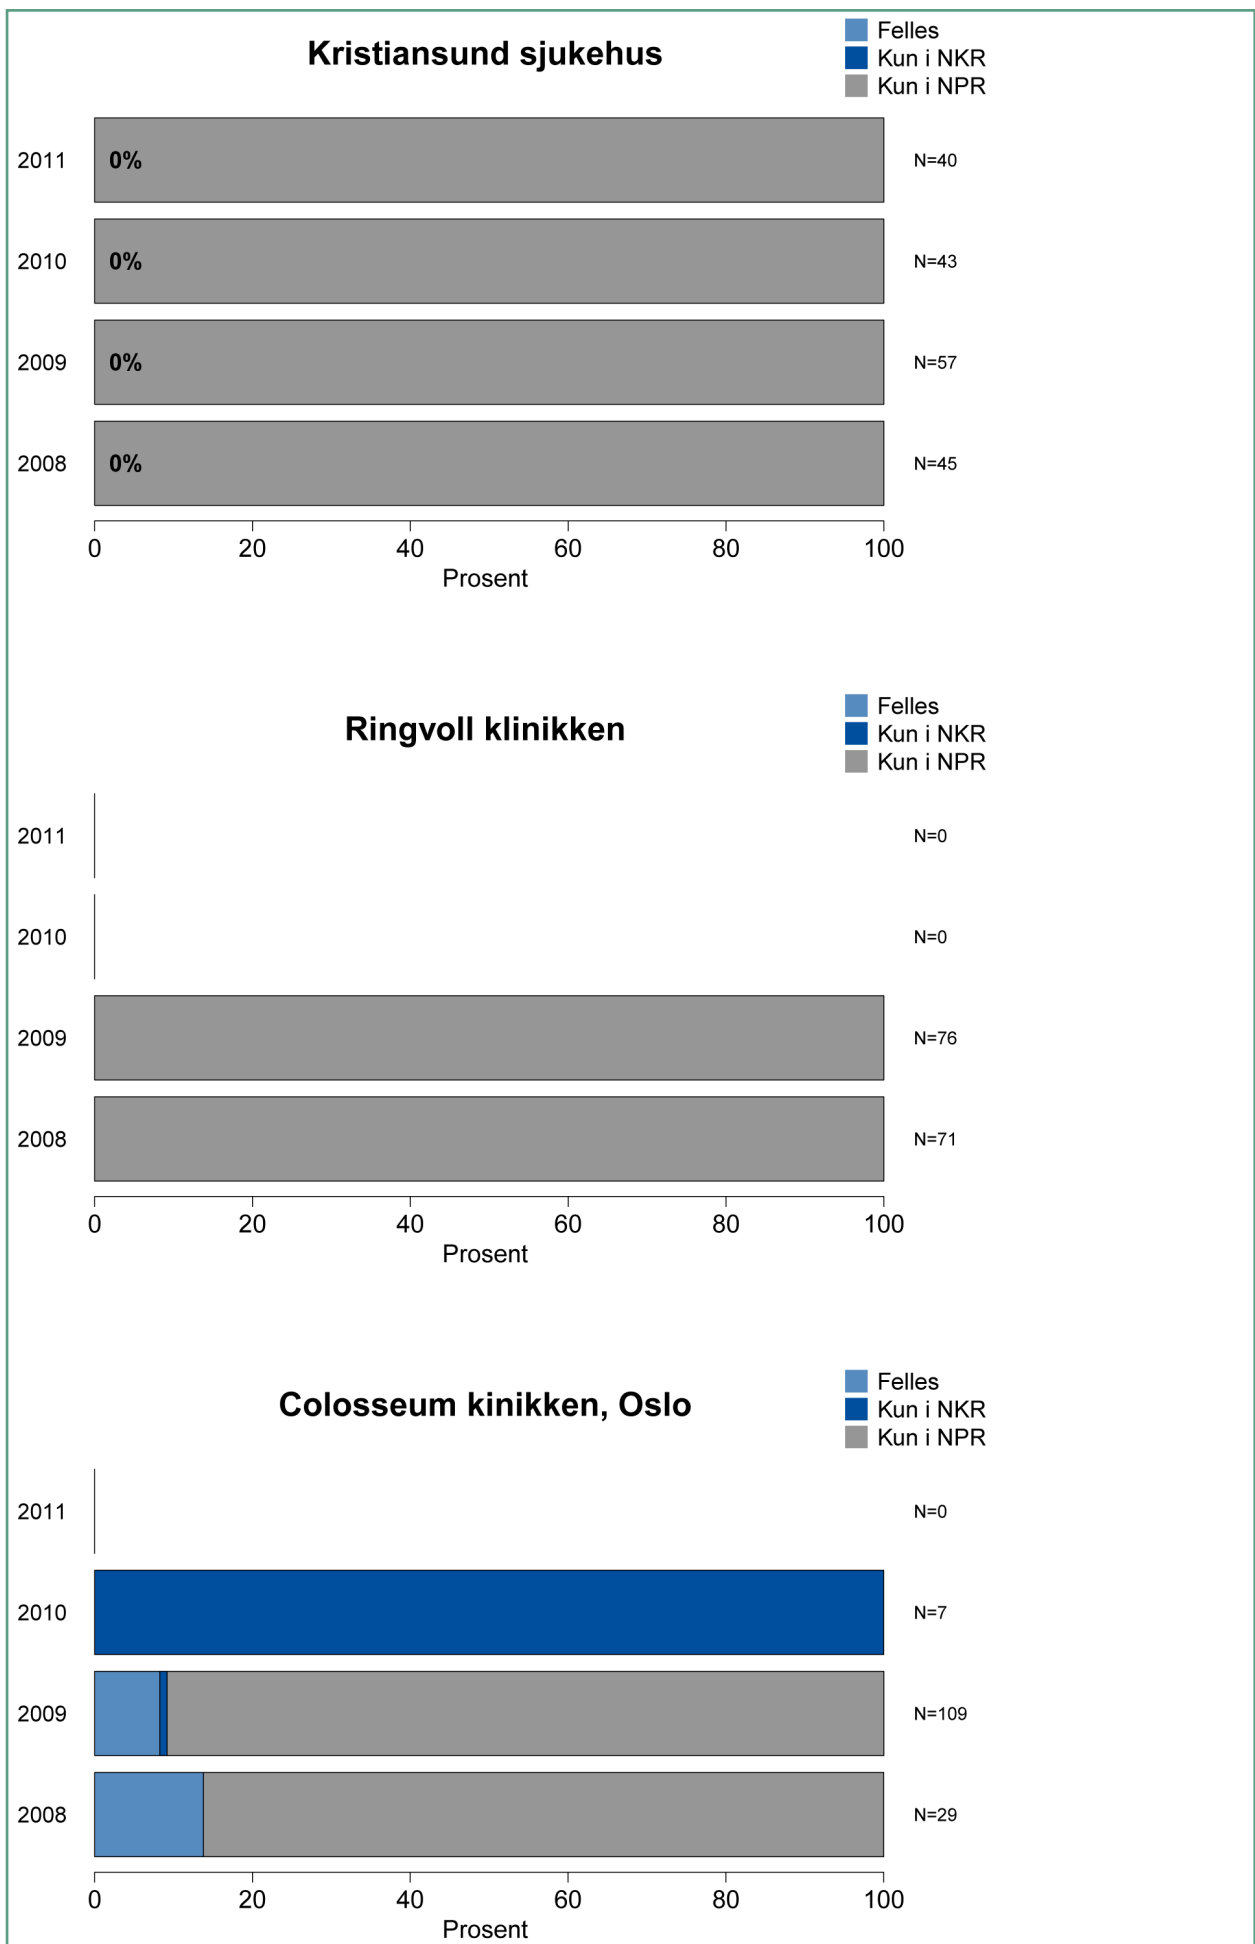 Kristiansund sjukehus
Felles
Kun i NKR
Kun i NPR
2011 0% N=40
2010 0% N=43
2009 0% N=57
2008 0% N=45
0 20 40 60 80 100
Prosent
Ringvoll klinikken
Felles
Kun i NKR
Kun i NPR
2011 N=0
2010 N=0
2009 N=76
2008 N=71
0 20 40 60 80 100
Prosent
Colosseum kinikken, Oslo
Felles
Kun i NKR
Kun i NPR
2011 N=0
2010 N=7
2009 N=109
2008 N=29
0 20 40 60 80 100
Prosent